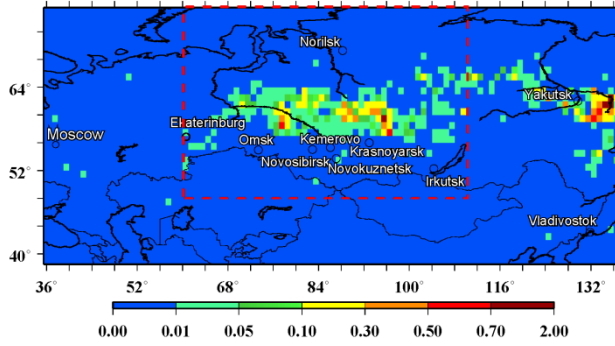 Norilsk
64°
Yakutsk
Ekaterinburg
Moscow
Omsk
Kemerovo
Krasnoyarsk
Novosibirsk
Novokuznetsk
52°
Irkutsk
Vladivostok
40°
36° 52° 68° 84° 100° 116° 132°
0.00 0.01 0.05 0.10 0.30 0.50 0.70 2.00